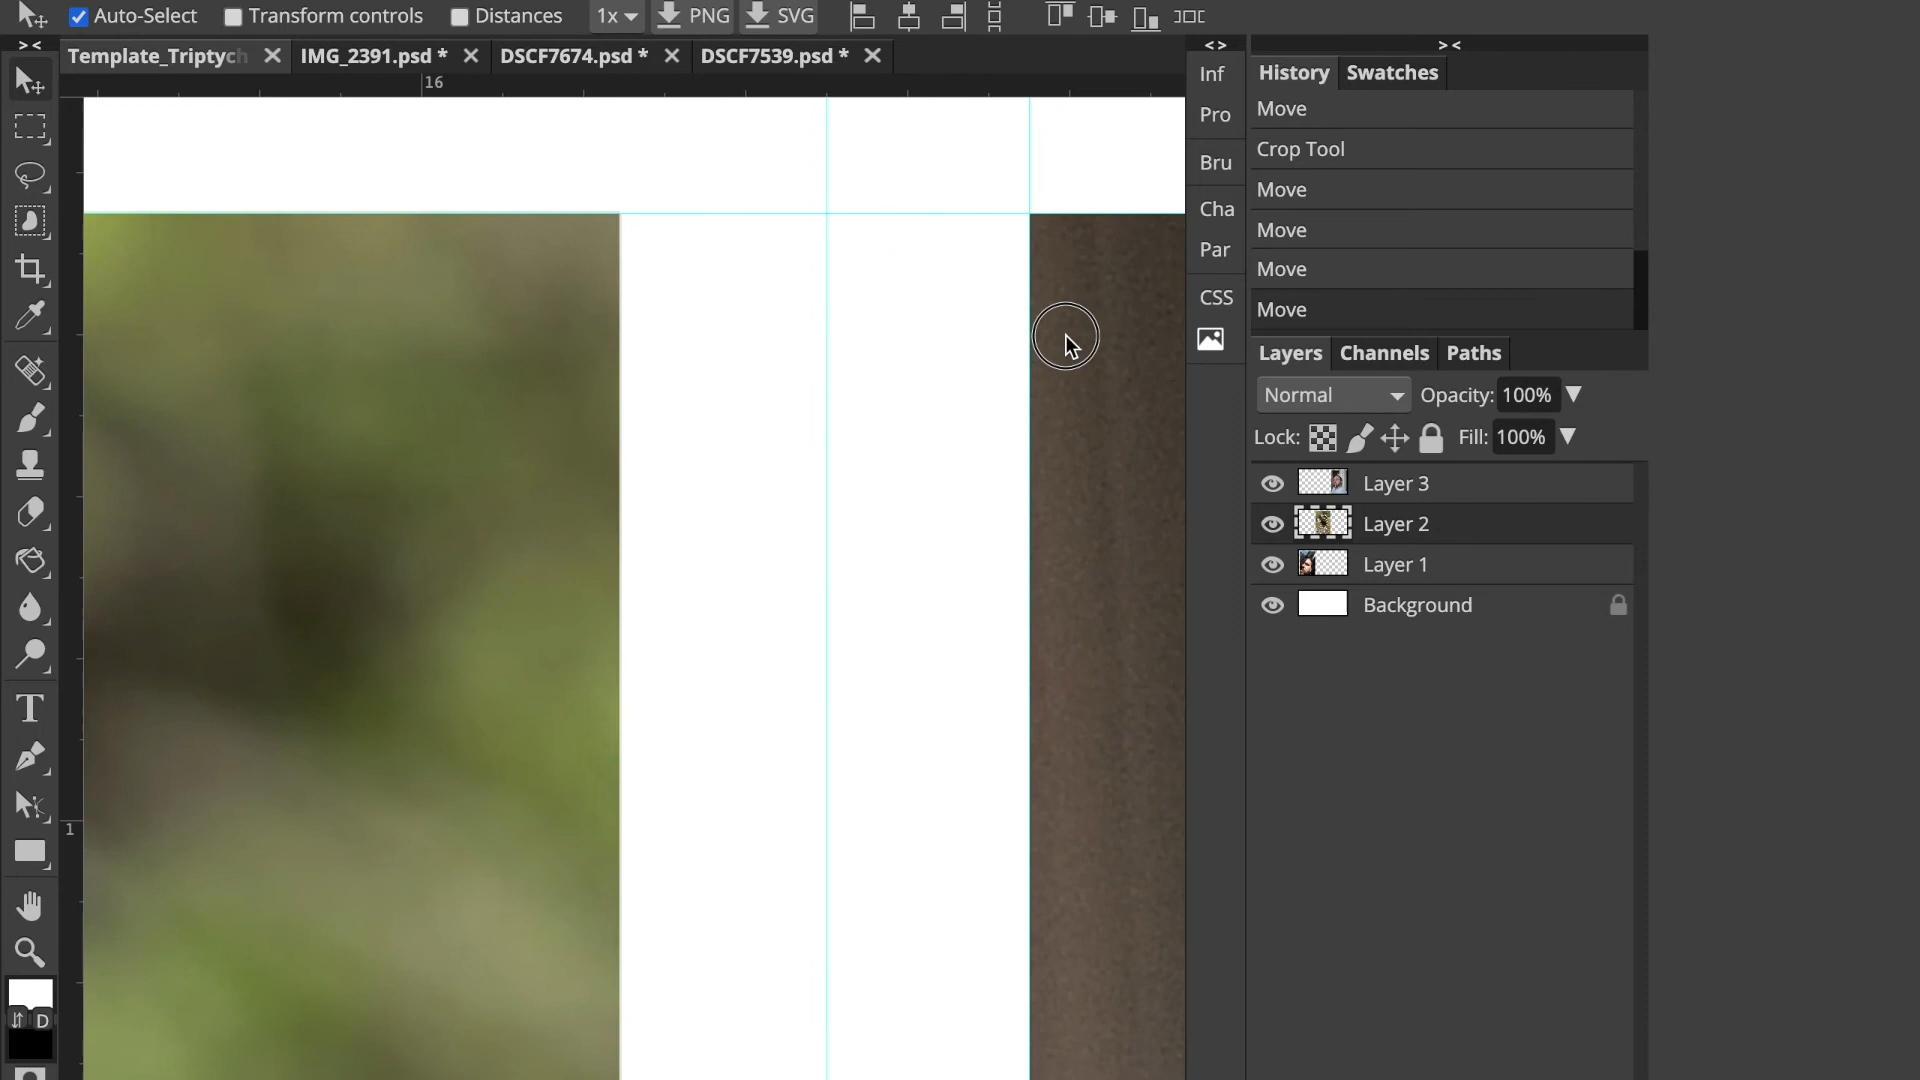 Auto-Select Transform controls Distances 1x PNG SVG
> < Template_Triptych IMG_2391.psd * DSCF7674.psd * DSCF7539.psd * < > > <
16
Inf
Pro
Bru
Cha
Par
CSS
History Swatches
Move
Crop Tool
Move
Move
Move
Move
Layers Channels Paths
Normal Opacity: 100%
Lock: Fill: 100%
Layer 3
Layer 2
Layer 1
Background
1
T
D